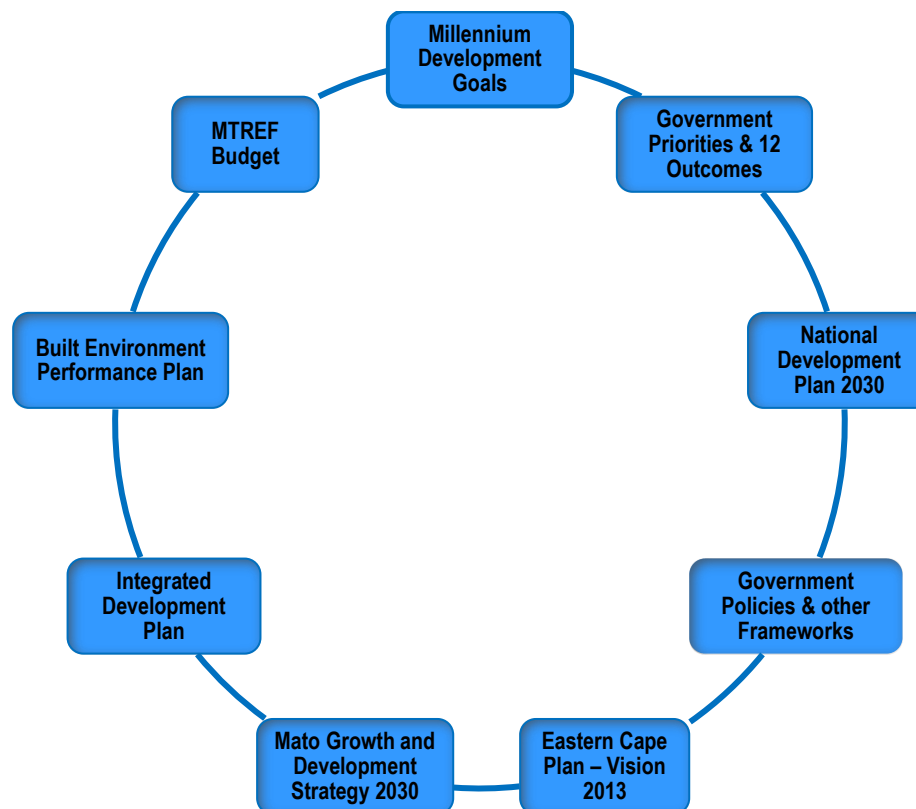 Millennium
Development
Goals
Government
Priorities & 12
Outcomes
National
Development
Plan 2030
Government
Policies & other
Frameworks
Eastern Cape
Plan – Vision
2013
Mato Growth and
Development
Strategy 2030
Integrated
Development
Plan
Built Environment
Performance Plan
MTREF
Budget